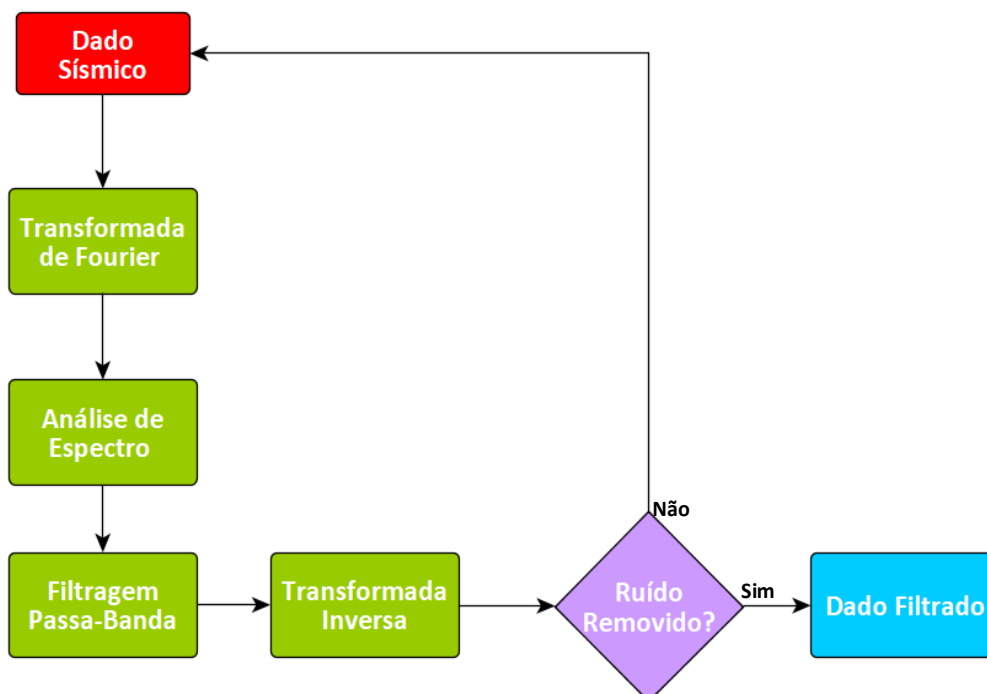 Dado
Sísmico
Transformada
de Fourier
Análise de
Espectro
Filtragem
Passa-Banda
Transformada
Inversa
Ruído
Removido?
Não
Sim
Dado Filtrado